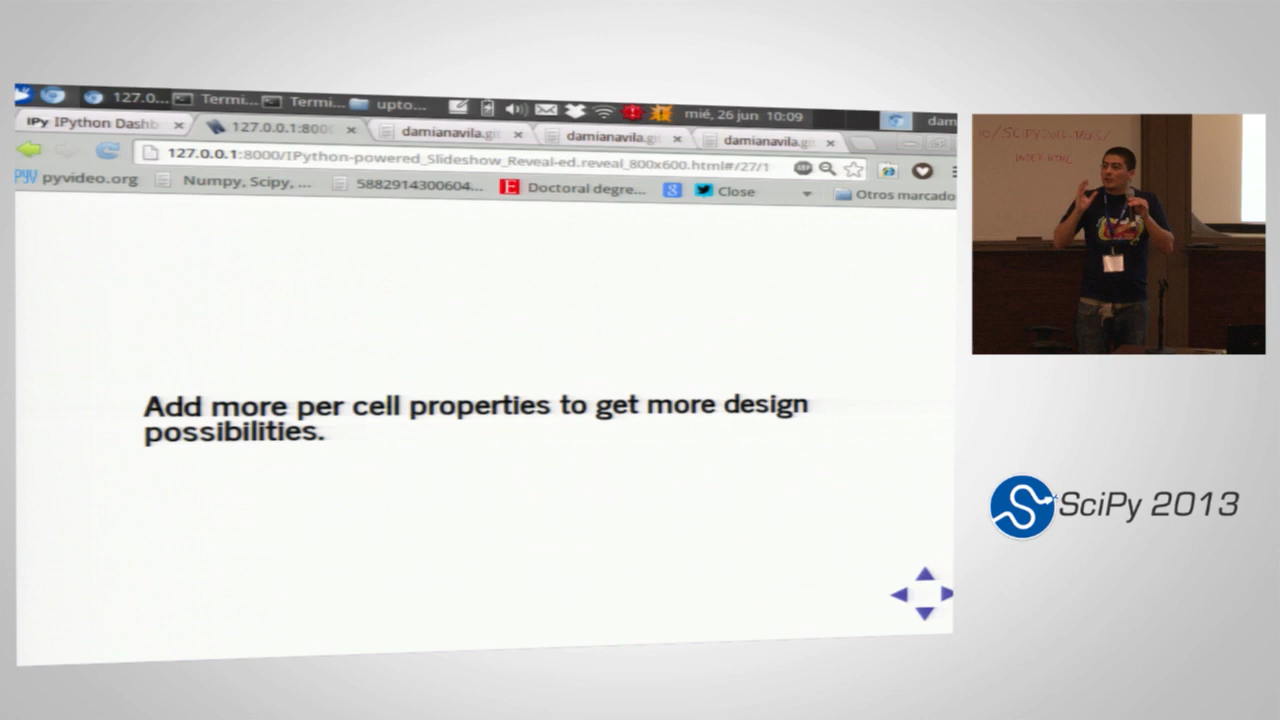 127.0...
Termi...
Termi...
upto...
mié, 26 jun 10:09
dam
IPy IPython Dashb
127.0.0.1:800
damianavila.gi
damianavila.gi
damianavila.gi
127.0.0.1:8000/IPython-powered_Slideshow_Reveal-ed.reveal_800x600.html#/27/1
pyvideo.org
Numpy, Scipy, ...
5882914300604...
Doctoral degre...
Close
Otros marcado
Add more per cell properties to get more design
possibilities.
INDEX.HTML
SciPy 2013